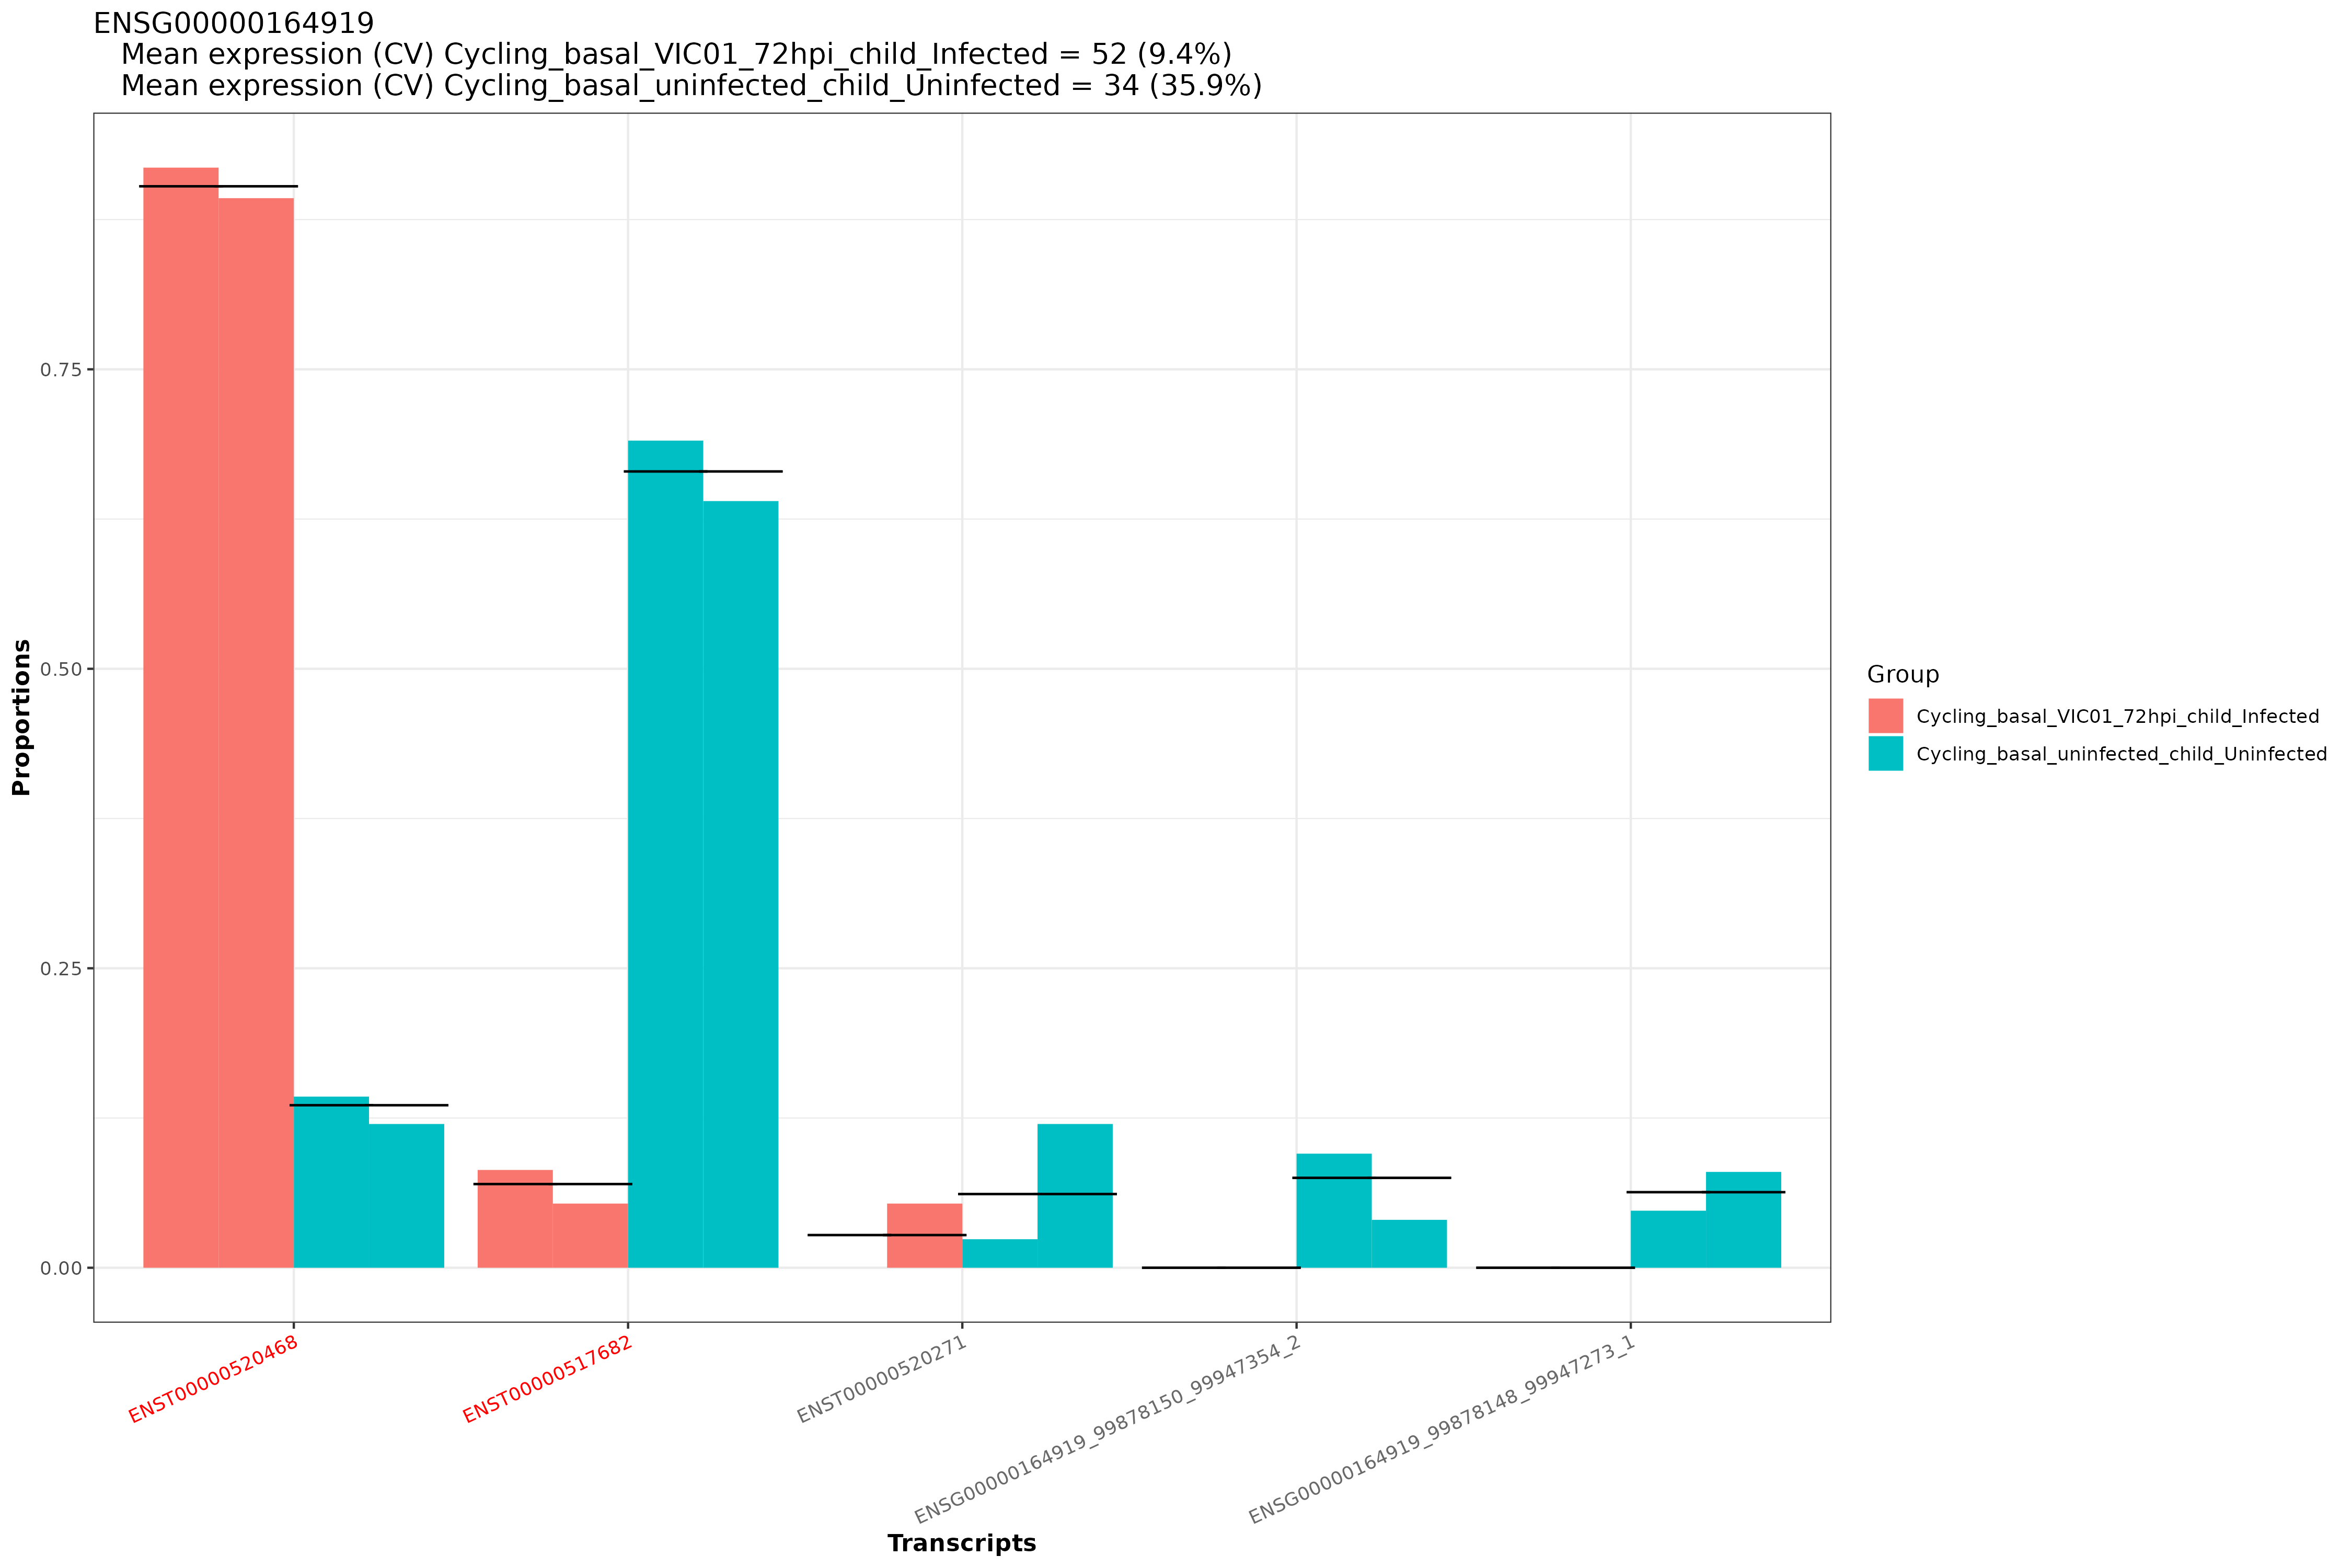 ENSG00000164919
Mean expression (CV) Cycling_basal_VIC01_72hpi_child_Infected = 52 (9.4%)
Mean expression (CV) Cycling_basal_uninfected_child_Uninfected = 34 (35.9%)
Proportions
0.75
0.50
0.25
0.00
ENST00000520468
ENST00000517682
ENST00000520271
ENSG00000164919_99878150_99947354_2
ENSG00000164919_99878148_99947273_1
Transcripts
Group
Cycling_basal_VIC01_72hpi_child_Infected
Cycling_basal_uninfected_child_Uninfected